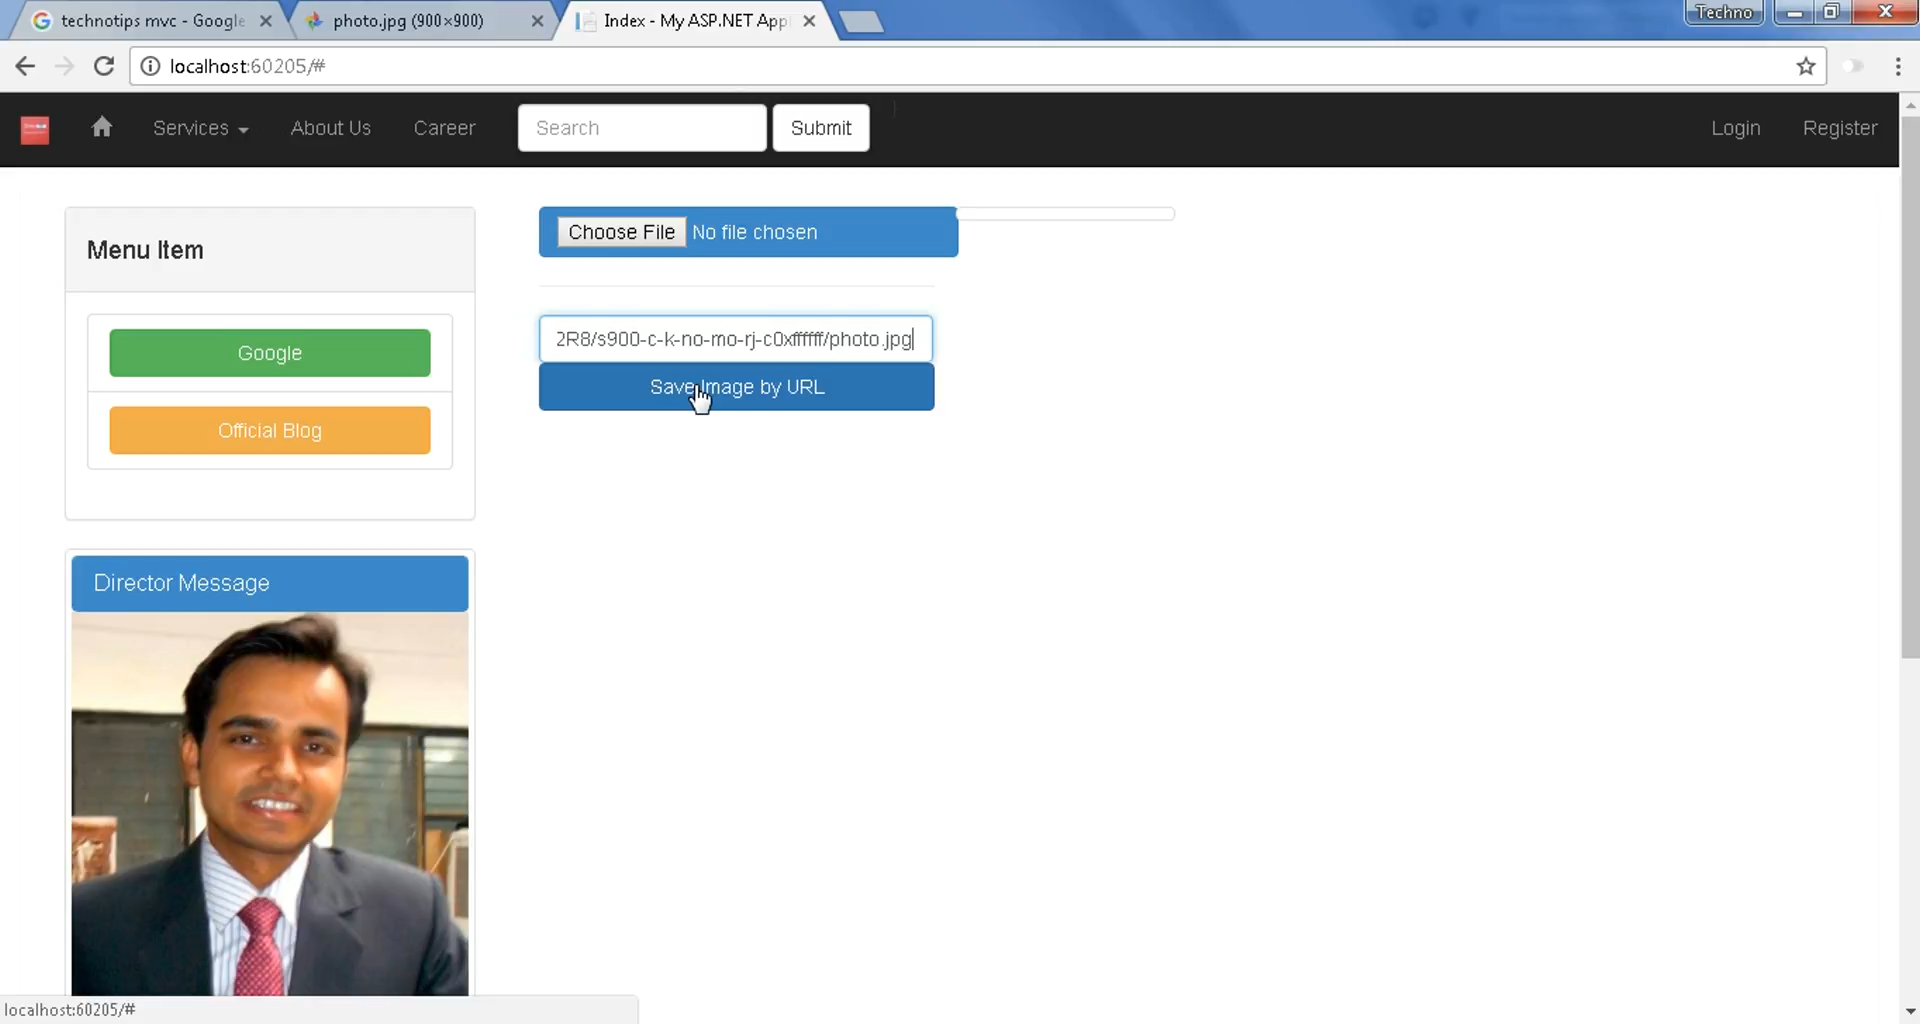 technotips mvc - Google
photo.jpg (900×900)
Index - My ASP.NET Appl
Techno
localhost:60205/#
Services
About Us
Career
Search
Submit
Login
Register
Menu Item
Google
Official Blog
Choose File No file chosen
2R8/s900-c-k-no-mo-rj-c0xffffff/photo.jpg
Save Image by URL
Director Message
localhost:60205/#